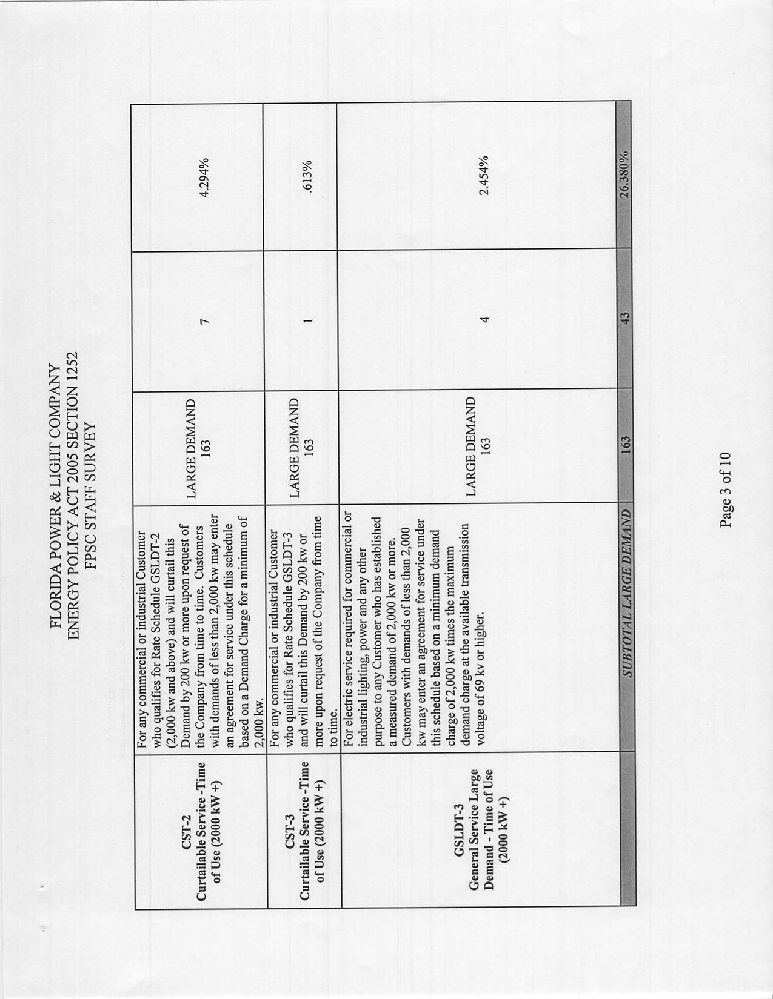 FLORIDA POWER & LIGHT COMPANY
ENERGY POLICY ACT 2005 SECTION 1252
FPSC STAFF SURVEY
CST-2
Curtailable Service -Time
of Use (2000 kW +)
For any commercial or industrial Customer
who qualifies for Rate Schedule GSLDT-2
(2,000 kw and above) and will curtail this
Demand by 200 kw or more upon request of
the Company from time to time. Customers
with demands of less than 2,000 kw may enter
an agreement for service under this schedule
based on a Demand Charge for a minimum of
2,000 kw.
LARGE DEMAND
163
7
4.294%
CST-3
Curtailable Service -Time
of Use (2000 kW +)
For any commercial or industrial Customer
who qualifies for Rate Schedule GSLDT-3
and will curtail this Demand by 200 kw or
more upon request of the Company from time
to time.
LARGE DEMAND
163
1
.613%
GSLDT-3
General Service Large
Demand - Time of Use
(2000 kW +)
For electric service required for commercial or
industrial lighting, power and any other
purpose to any Customer who has established
a measured demand of 2,000 kw or more.
Customers with demands of less than 2,000
kw may enter an agreement for service under
this schedule based on a minimum demand
charge of 2,000 kw times the maximum
demand charge at the available transmission
voltage of 69 kv or higher.
LARGE DEMAND
163
4
2.454%
SUBTOTAL LARGE DEMAND
163
43
26.380%
Page 3 of 10